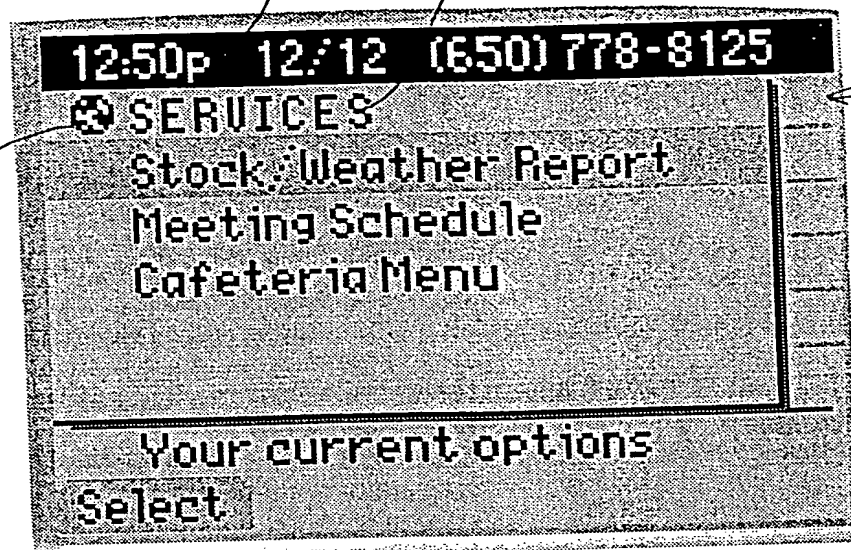 12:50p 12/12 (650) 778-8125
SERVICES
Stock/Weather Report
Meeting Schedule
Cafeteria Menu
Your current options
Select